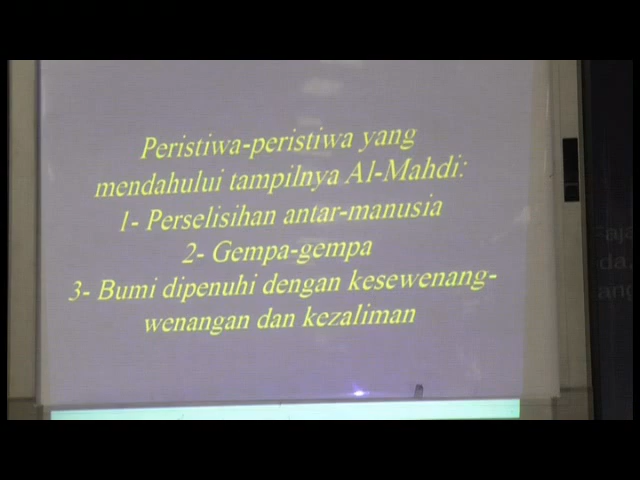 Peristiwa-peristiwa yang
mendahului tampilnya Al-Mahdi:
1- Perselisihan antar-manusia
2- Gempa-gempa
3- Bumi dipenuhi dengan kesewenang-
wenangan dan kezaliman